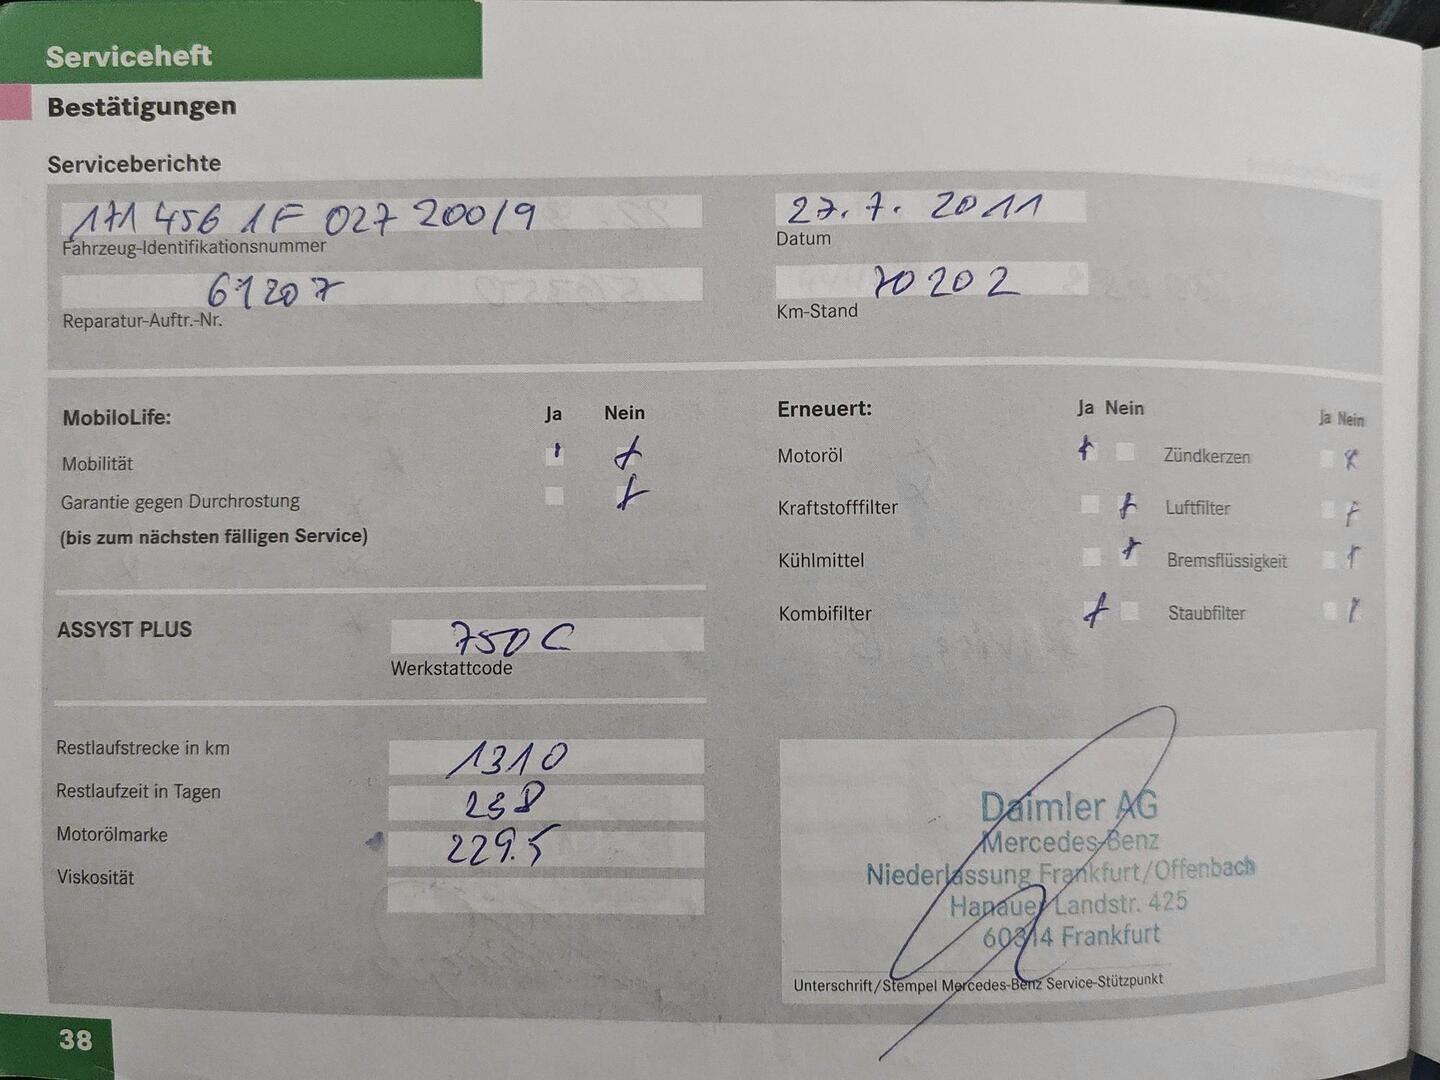 Serviceheft
Bestätigungen
Serviceberichte
171 456 1F 027 200/9
Fahrzeug-Identifikationsnummer
27.7. 2011
Datum
61207
Reparatur-Auftr.-Nr.
70202
Km-Stand
MobiloLife: Ja Nein
Mobilität
Garantie gegen Durchrostung
(bis zum nächsten fälligen Service)
Erneuert: Ja Nein Ja Nein
Motoröl Zündkerzen
Kraftstofffilter Luftfilter
Kühlmittel Bremsflüssigkeit
Kombifilter Staubfilter
ASSYST PLUS 750C
Werkstattcode
Restlaufstrecke in km 1310
Restlaufzeit in Tagen
Motorölmarke 229.5
Viskosität
Daimler AG
Mercedes-Benz
Niederlassung Frankfurt/Offenbach
Hanauer Landstr. 425
60314 Frankfurt
Unterschrift/Stempel Mercedes-Benz Service-Stützpunkt
38